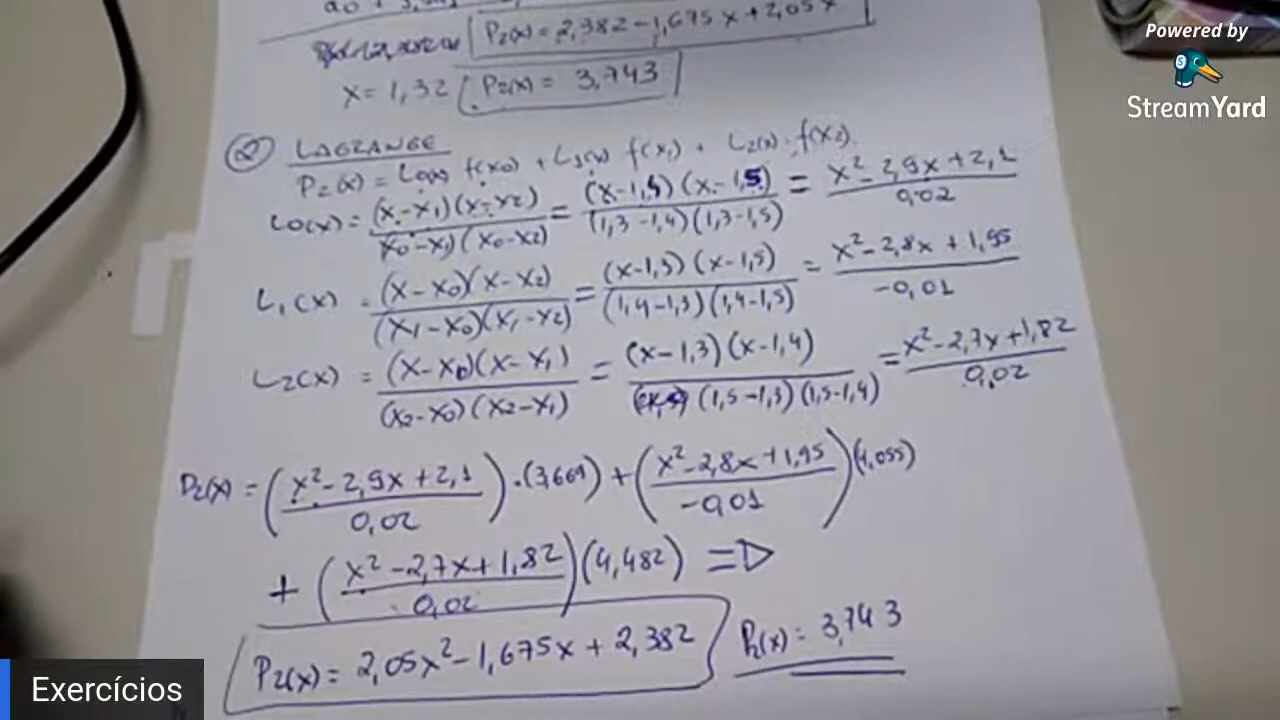 a0 +
P2(x) = 2,382 - 1,675x + 2,05x
x = 1,32 P2(x) = 3,743
Powered by
StreamYard
2) LAGRANGE
P2(x) = L0(x) f(x0) + L1(x) f(x1) + L2(x) . f(x2).
L0(x) = (x-x1)(x-x2) / (x0-x1)(x0-x2) = (x-1,4)(x-1,5) / (1,3-1,4)(1,3-1,5) = x² - 2,9x + 2,1 / 0,02
L1(x) = (x-x0)(x-x2) / (x1-x0)(x1-x2) = (x-1,3)(x-1,5) / (1,4-1,3)(1,4-1,5) = x² - 2,8x + 1,95 / -0,01
L2(x) = (x-x0)(x-x1) / (x2-x0)(x2-x1) = (x-1,3)(x-1,4) / (1,5-1,3)(1,5-1,4) = x² - 2,7x + 1,82 / 0,02
P2(x) = (x² - 2,9x + 2,1 / 0,02) . (3,669) + (x² - 2,8x + 1,95 / -0,01)(4,055)
+ (x² - 2,7x + 1,82 / 0,02)(4,482) =>
P2(x) = 2,05x² - 1,675x + 2,382 P2(x) = 3,743
Exercícios